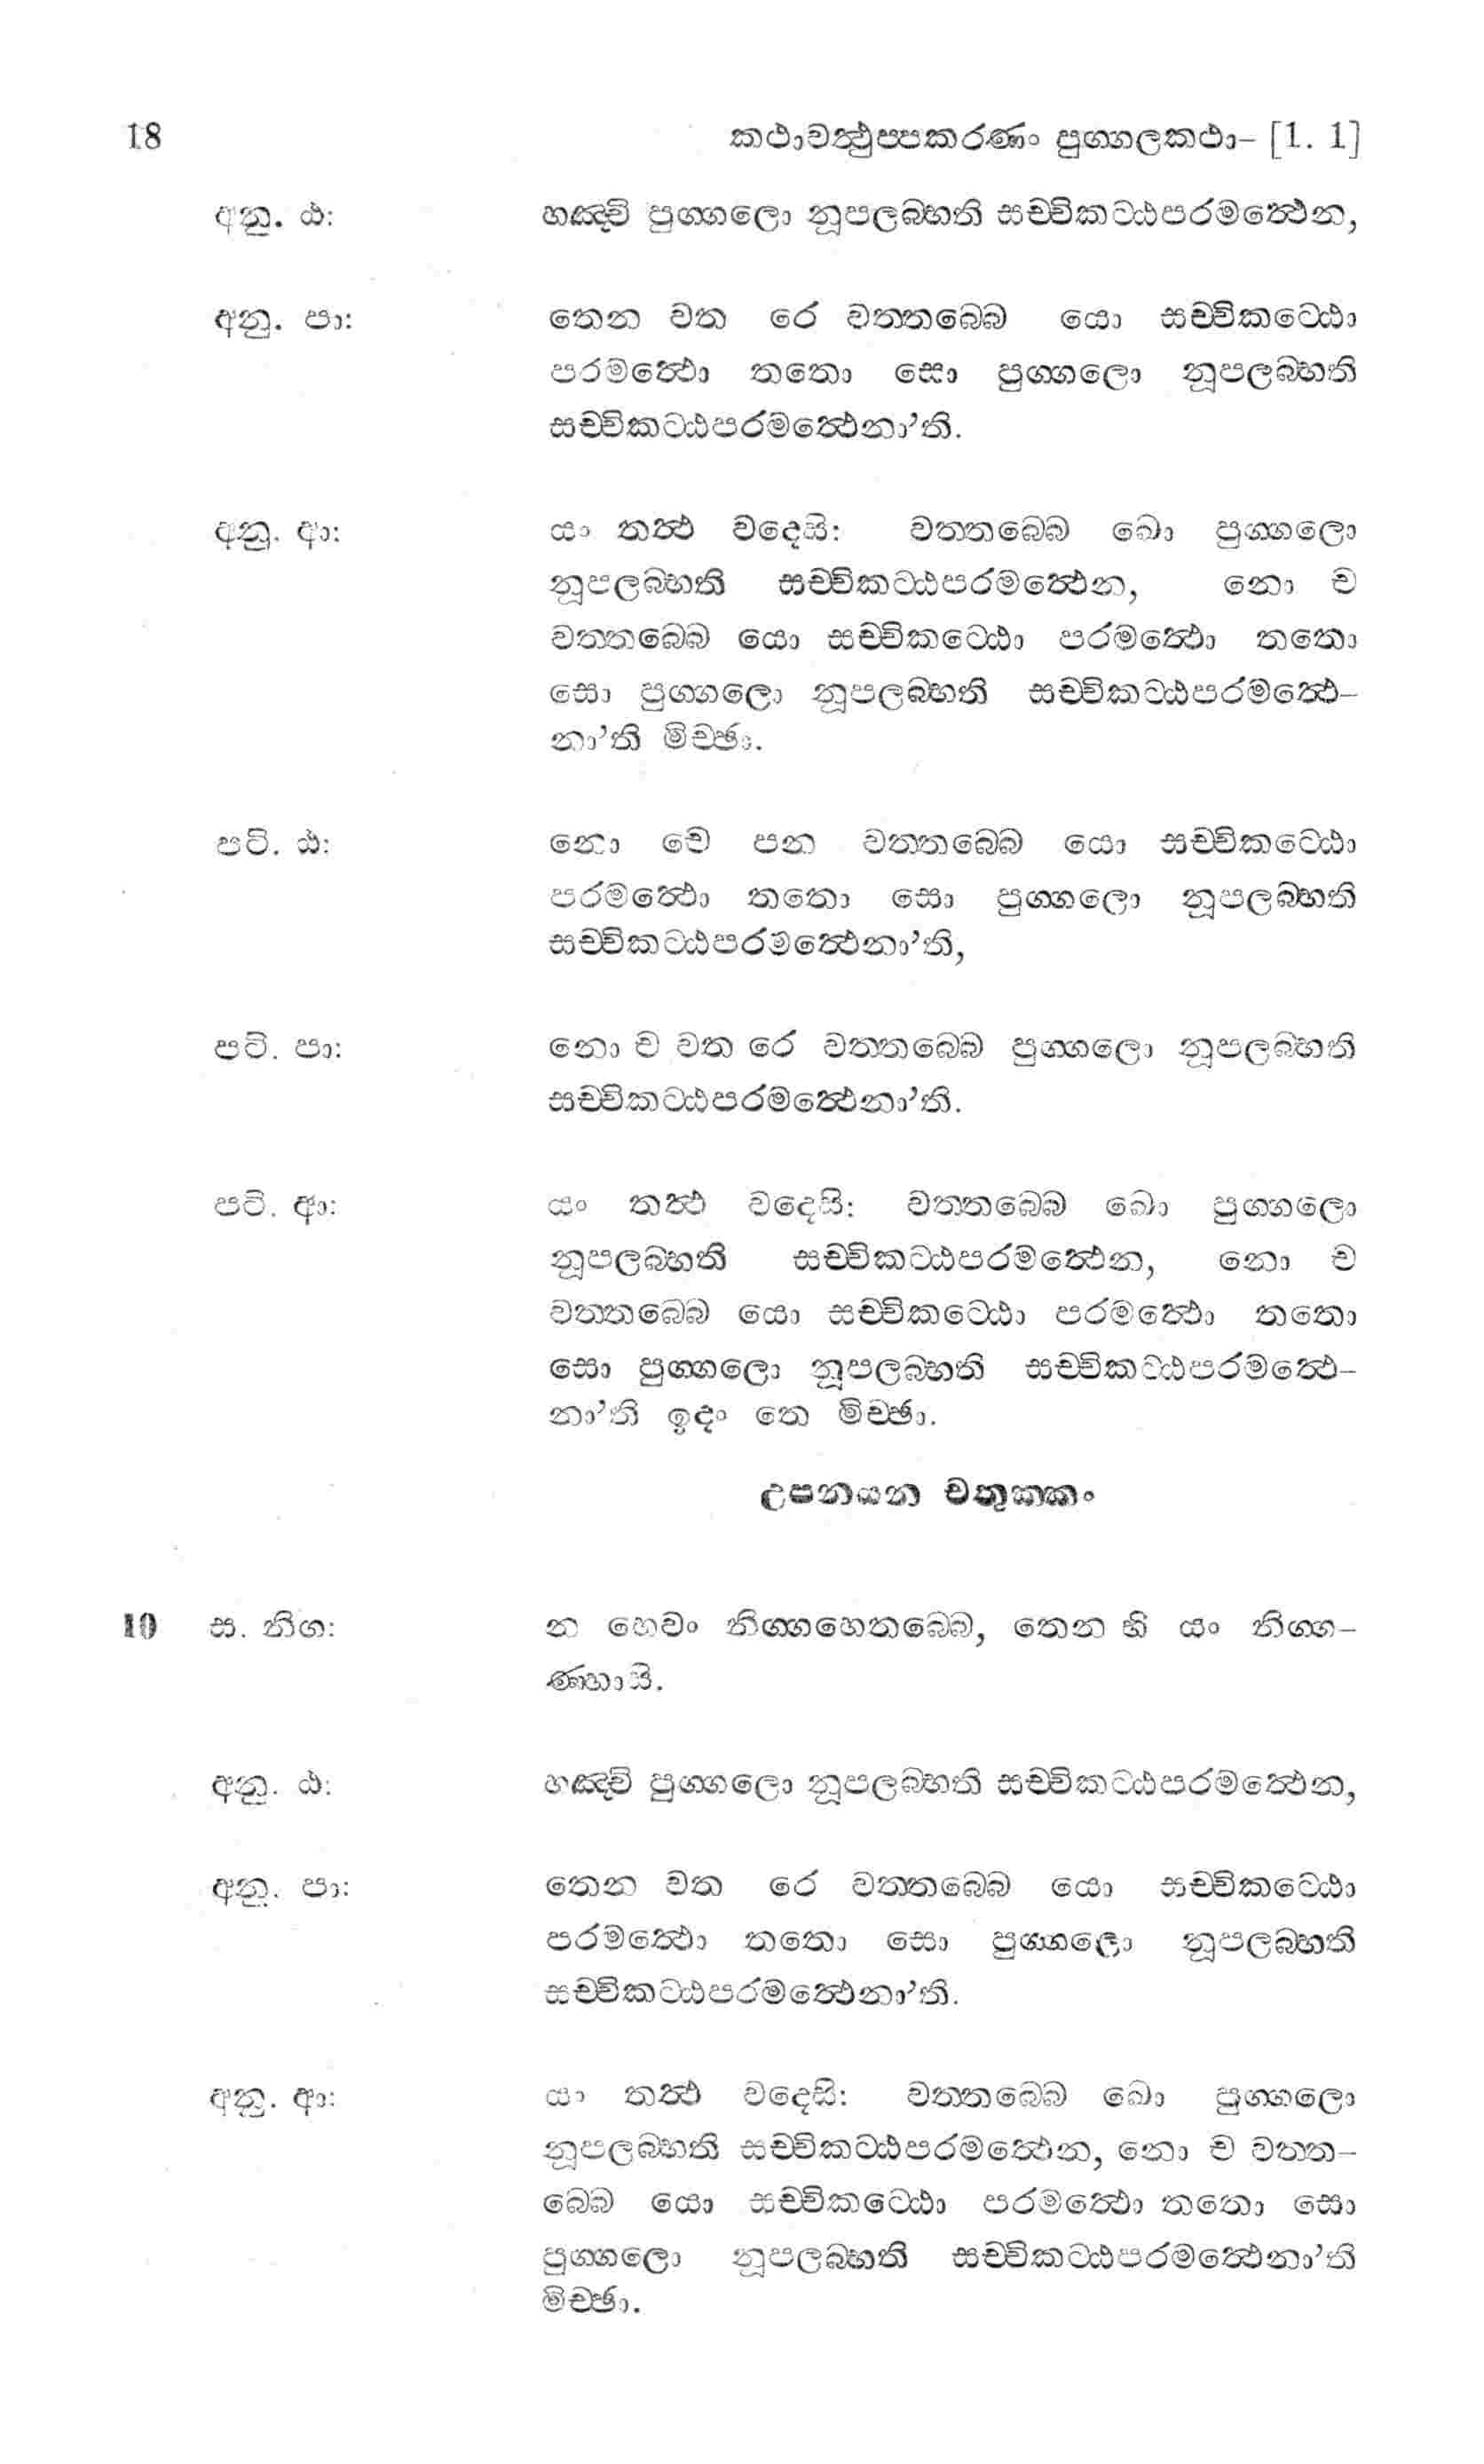 18 කථාවත්‍ථුප්‍පකරණං පුග්‍ගලකථා- [1. 1]
අනු. ඨ: හඤ්චි පුග්‍ගලො නූපලබ්භති සච්චිකට්ඨපරමත්‍ථෙන,
අනු. පා: තෙන වත රෙ වත්තබ්බෙ යො සච්චිකට්ඨො
පරමත්‍ථො තතො සො පුග්‍ගලො නූපලබ්භති
සච්චිකට්ඨපරමත්‍ථෙනා’ති.
අනු. ආ: යං තත්‍ථ වදෙසි: වත්තබ්බෙ ඛො පුග්‍ගලො
නූපලබ්භති සච්චිකට්ඨපරමත්‍ථෙන, නො ච
වත්තබ්බෙ යො සච්චිකට්ඨො පරමත්‍ථො තතො
සො පුග්‍ගලො නූපලබ්භති සච්චිකට්ඨපරමත්‍ථෙ-
නා’ති මිච්ඡා.
පටි. ඨ: නො චෙ පන වත්තබ්බෙ යො සච්චිකට්ඨො
පරමත්‍ථො තතො සො පුග්‍ගලො නූපලබ්භති
සච්චිකට්ඨපරමත්‍ථෙනා’ති,
පටි. පා: නො ච වත රෙ වත්තබ්බෙ පුග්‍ගලො නූපලබ්භති
සච්චිකට්ඨපරමත්‍ථෙනා’ති.
පටි. ආ: යං තත්‍ථ වදෙසි: වත්තබ්බෙ ඛො පුග්‍ගලො
නූපලබ්භති සච්චිකට්ඨපරමත්‍ථෙන, නො ච
වත්තබ්බෙ යො සච්චිකට්ඨො පරමත්‍ථො තතො
සො පුග්‍ගලො නූපලබ්භති සච්චිකට්ඨපරමත්‍ථෙ-
නා’ති ඉදං තෙ මිච්ඡා.
උපනයන චතුක්කං
10 ස. නිග: න හෙවං නිග්‍ගහෙතබ්බෙ, තෙන හි යං නිග්‍ග-
ණ්හාසි.
අනු. ඨ: හඤ්චි පුග්‍ගලො නූපලබ්භති සච්චිකට්ඨපරමත්‍ථෙන,
අනු. පා: තෙන වත රෙ වත්තබ්බෙ යො සච්චිකට්ඨො
පරමත්‍ථො තතො සො පුග්‍ගලො නූපලබ්භති
සච්චිකට්ඨපරමත්‍ථෙනා’ති.
අනු. ආ: යං තත්‍ථ වදෙසි: වත්තබ්බෙ ඛො පුග්‍ගලො
නූපලබ්භති සච්චිකට්ඨපරමත්‍ථෙන, නො ච වත්ත-
බ්බෙ යො සච්චිකට්ඨො පරමත්‍ථො තතො සො
පුග්‍ගලො නූපලබ්භති සච්චිකට්ඨපරමත්‍ථෙනා’ති
මිච්ඡා.